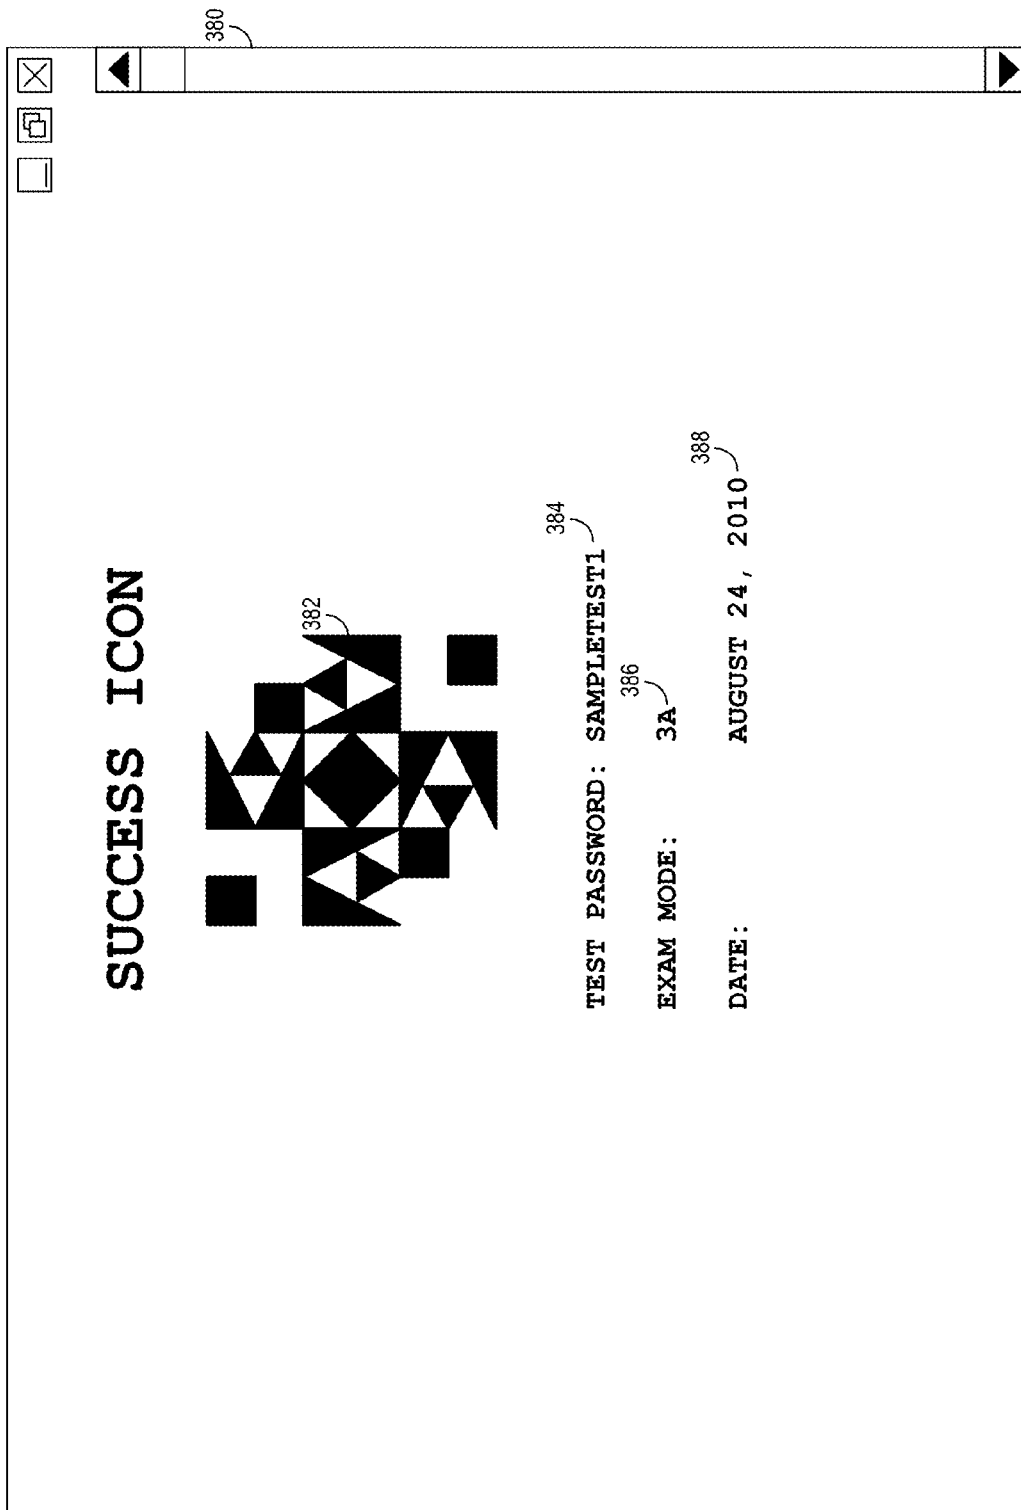 380
SUCCESS ICON
382
384
TEST PASSWORD: SAMPLETEST1
386
EXAM MODE: 3A
388
DATE: AUGUST 24, 2010